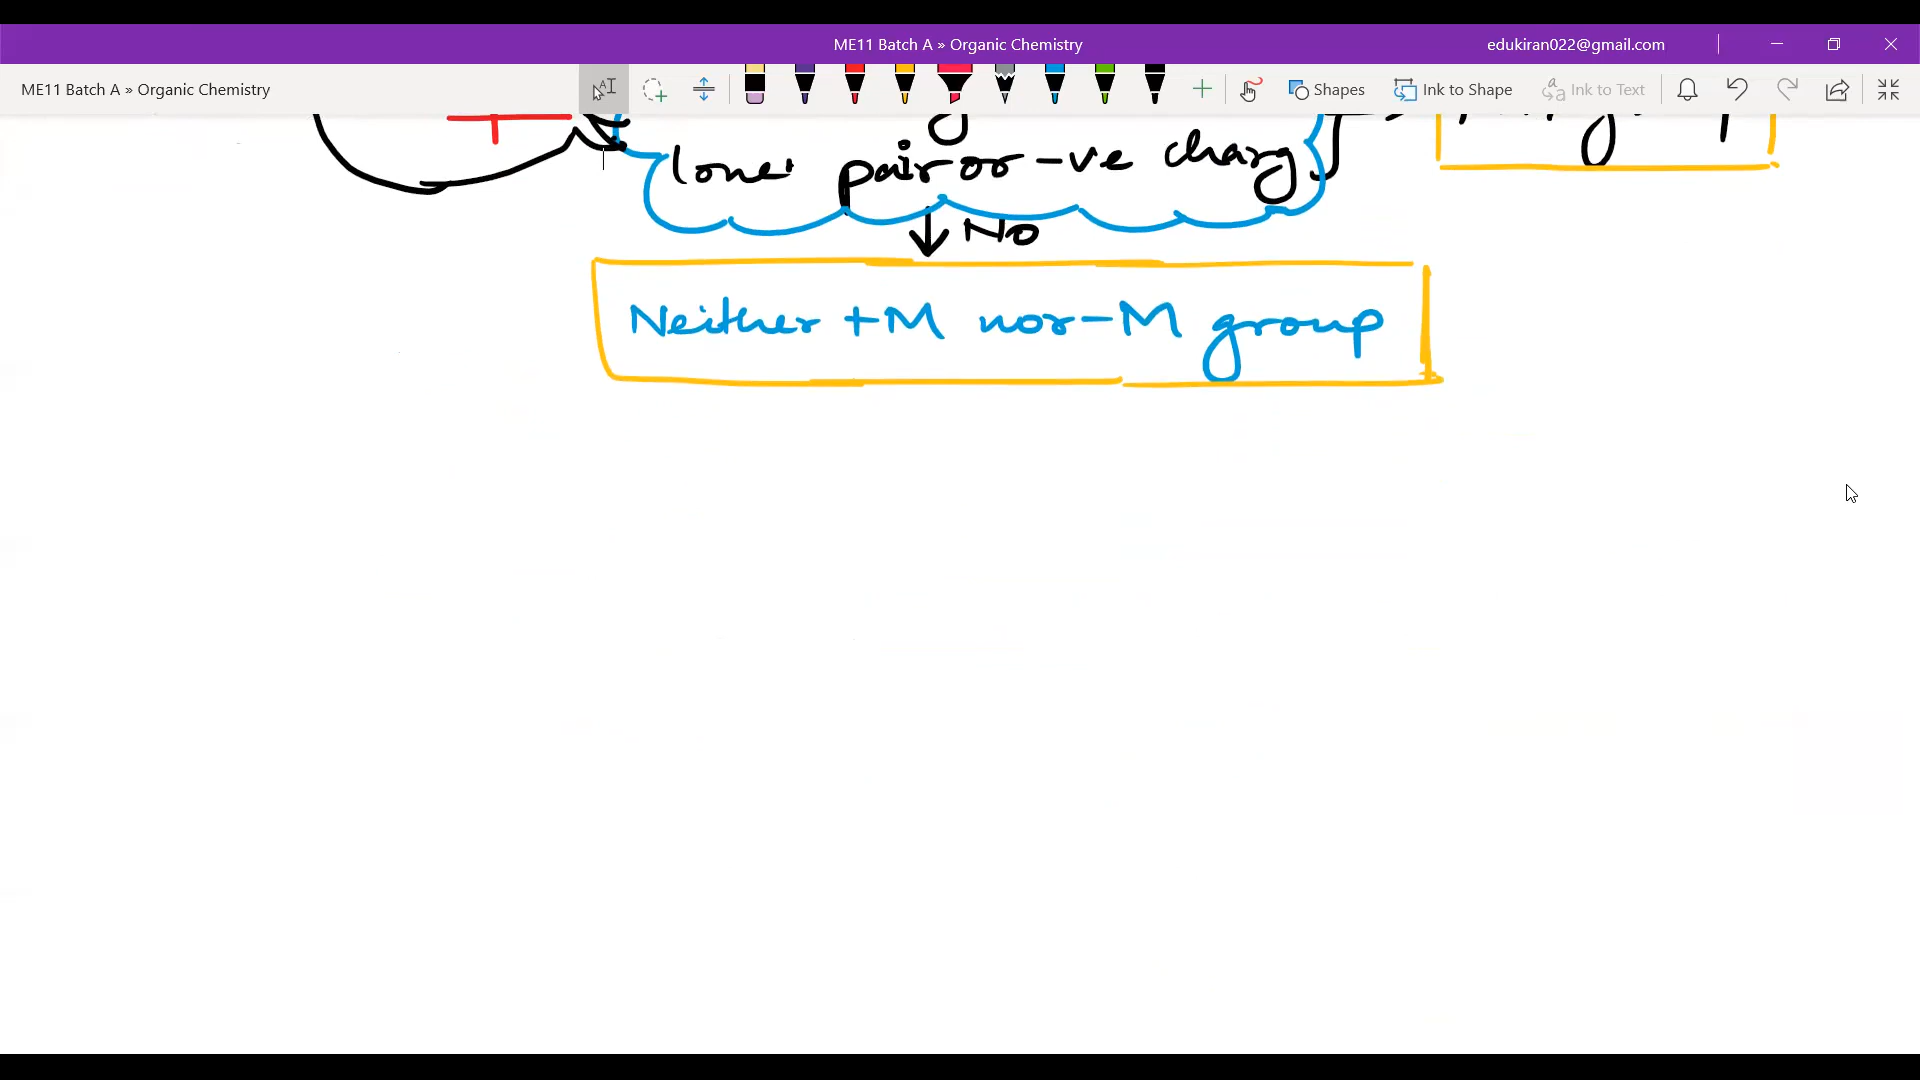 ME11 Batch A » Organic Chemistry
edukiran022@gmail.com
ME11 Batch A » Organic Chemistry
Shapes
Ink to Shape
Ink to Text
lone pair or -ve charg
No
Neither +M nor -M group